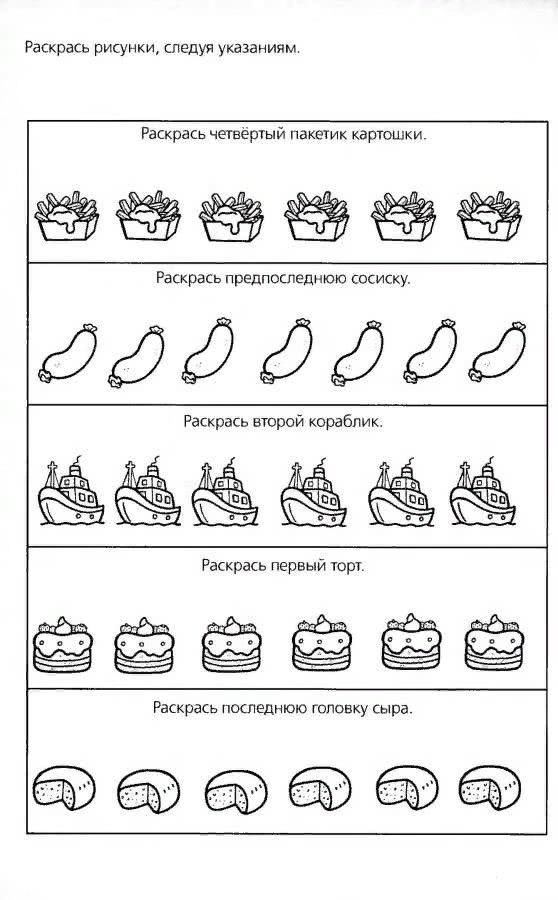 Раскрась рисунки, следуя указаниям.
Раскрась четвёртый пакетик картошки.
Раскрась предпоследнюю сосиску.
Раскрась второй кораблик.
Раскрась первый торт.
Раскрась последнюю головку сыра.